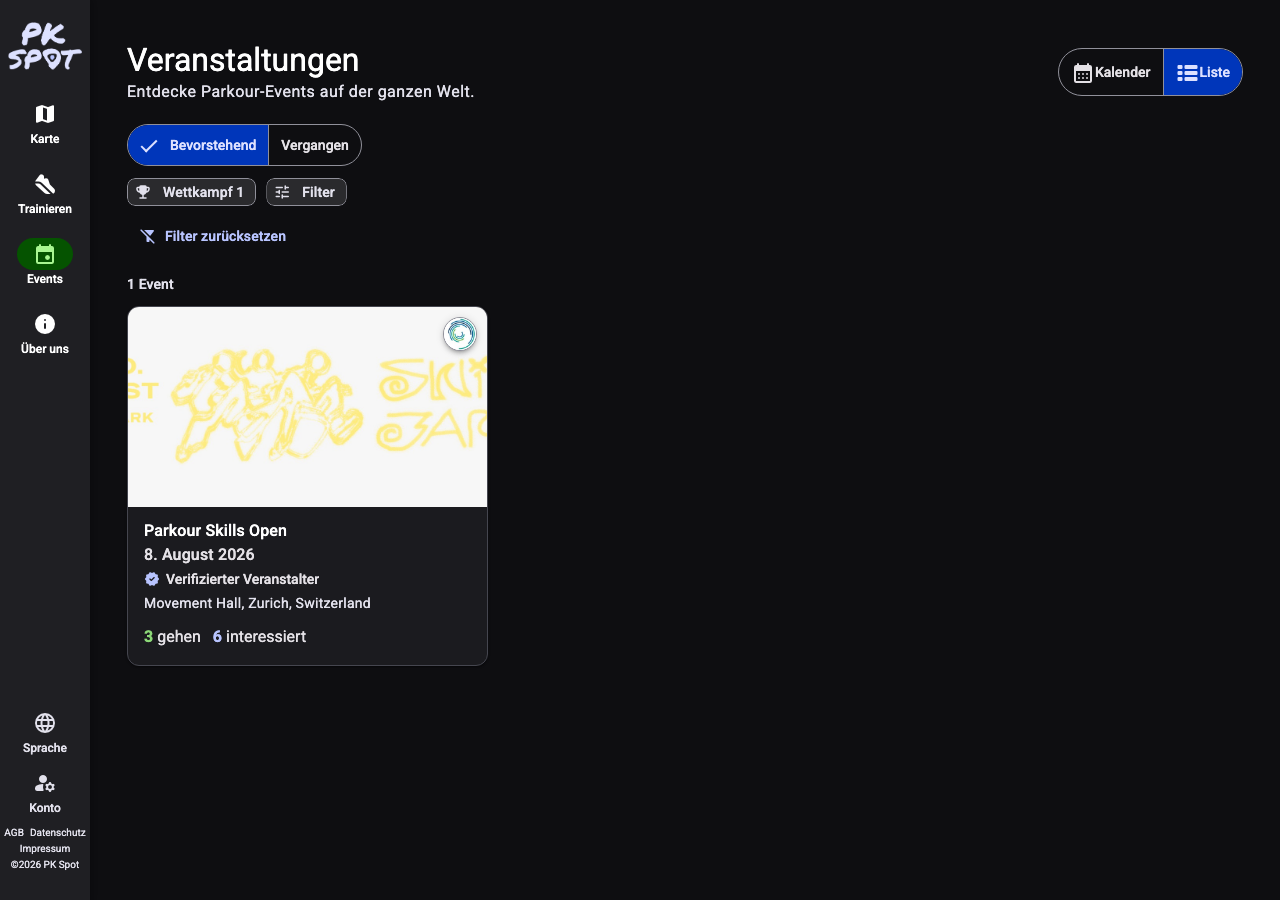 PK
SPOT
Karte
Trainieren
Events
Über uns
Sprache
Konto
AGB Datenschutz
Impressum
©2026 PK Spot
Veranstaltungen
Entdecke Parkour-Events auf der ganzen Welt.
Kalender
Liste
Bevorstehend
Vergangen
Wettkampf 1
Filter
Filter zurücksetzen
1 Event
Parkour Skills Open
8. August 2026
Verifizierter Veranstalter
Movement Hall, Zurich, Switzerland
3 gehen 6 interessiert